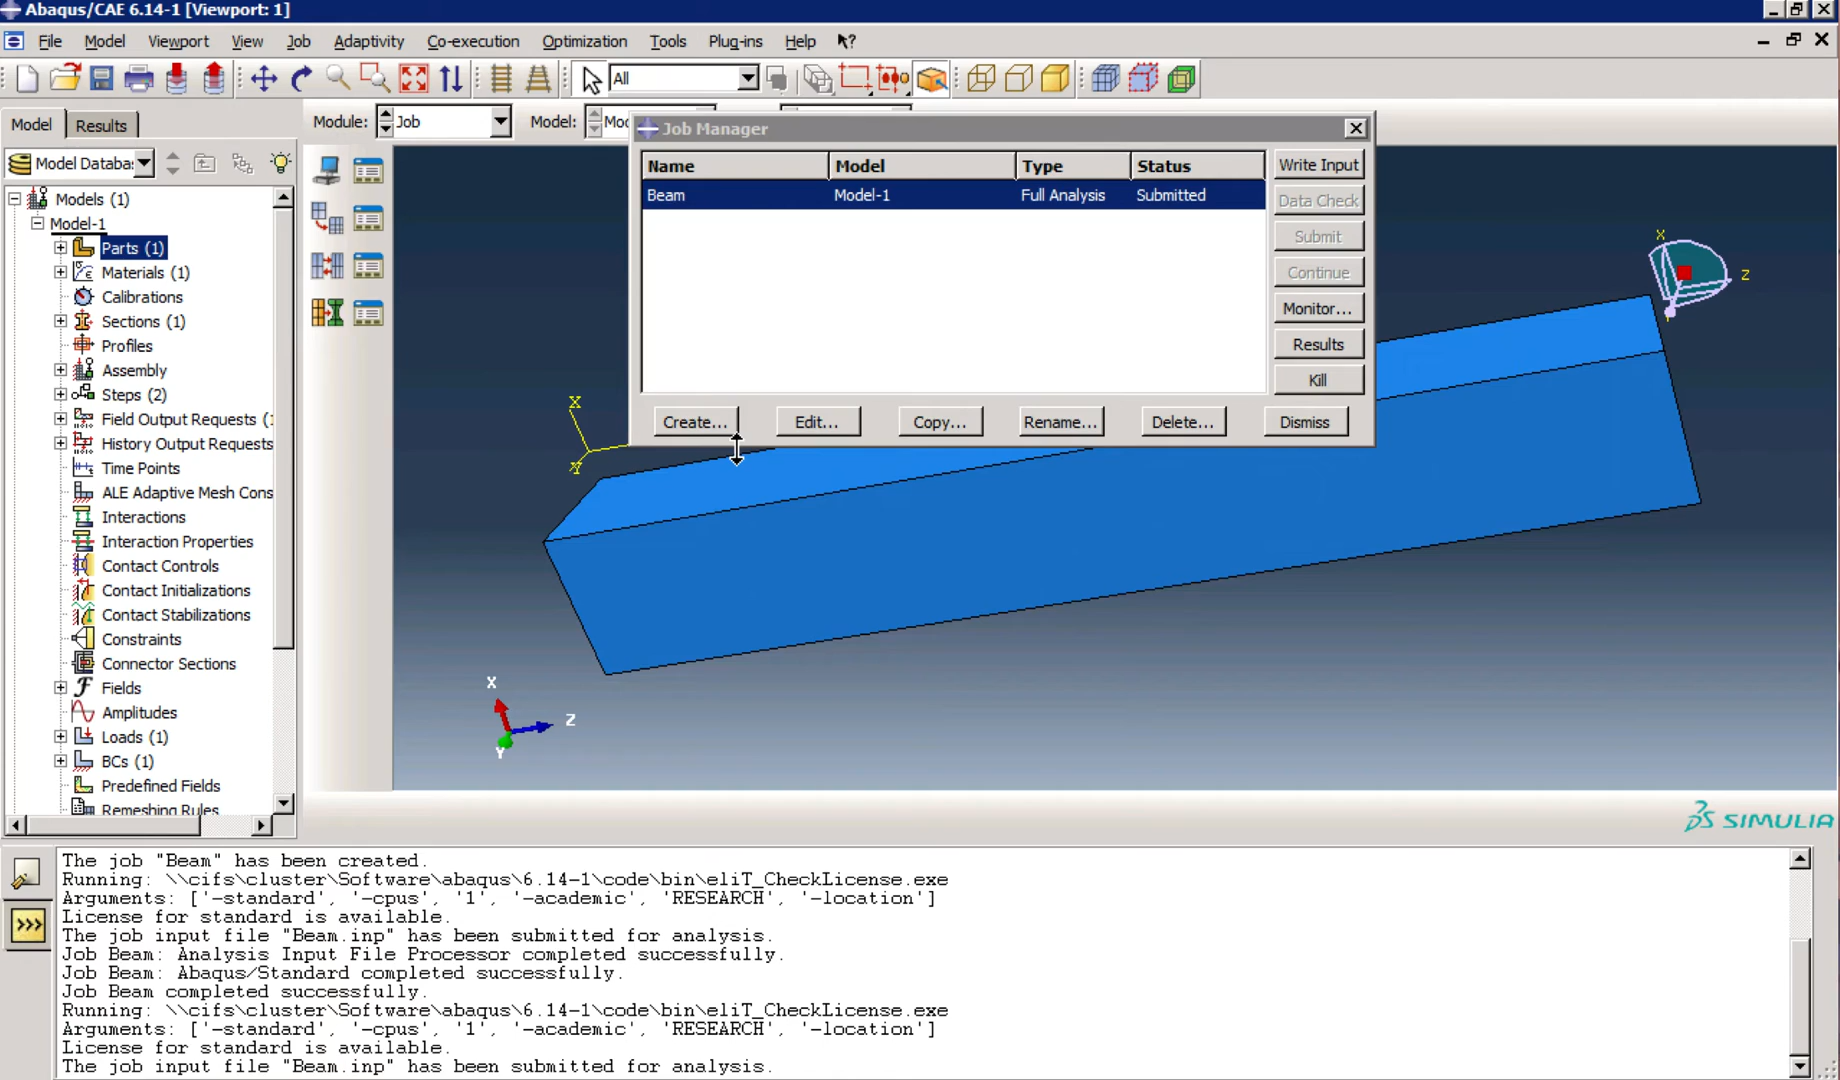 Abaqus/CAE 6.14-1 [Viewport: 1]
File Model Viewport View Job Adaptivity Co-execution Optimization Tools Plug-ins Help
All
Model Results
Module: Job Model:
Model Databa:
Models (1)
Model-1
Parts (1)
Materials (1)
Calibrations
Sections (1)
Profiles
Assembly
Steps (2)
Field Output Requests (
History Output Requests
Time Points
ALE Adaptive Mesh Cons
Interactions
Interaction Properties
Contact Controls
Contact Initializations
Contact Stabilizations
Constraints
Connector Sections
Fields
Amplitudes
Loads (1)
BCs (1)
Predefined Fields
Remeshing Rules
Job Manager
Name Model Type Status
Beam Model-1 Full Analysis Submitted
Write Input
Data Check
Submit
Continue
Monitor...
Results
Kill
Create... Edit... Copy... Rename... Delete... Dismiss
X
Z
X
Y
X
Z
Y
SIMULIA
The job "Beam" has been created.
Running: \\cifs\cluster\Software\abaqus\6.14-1\code\bin\eliT_CheckLicense.exe
Arguments: ['-standard', '-cpus', '1', '-academic', 'RESEARCH', '-location']
License for standard is available.
The job input file "Beam.inp" has been submitted for analysis.
Job Beam: Analysis Input File Processor completed successfully.
Job Beam: Abaqus/Standard completed successfully.
Job Beam completed successfully.
Running: \\cifs\cluster\Software\abaqus\6.14-1\code\bin\eliT_CheckLicense.exe
Arguments: ['-standard', '-cpus', '1', '-academic', 'RESEARCH', '-location']
License for standard is available.
The job input file "Beam.inp" has been submitted for analysis.